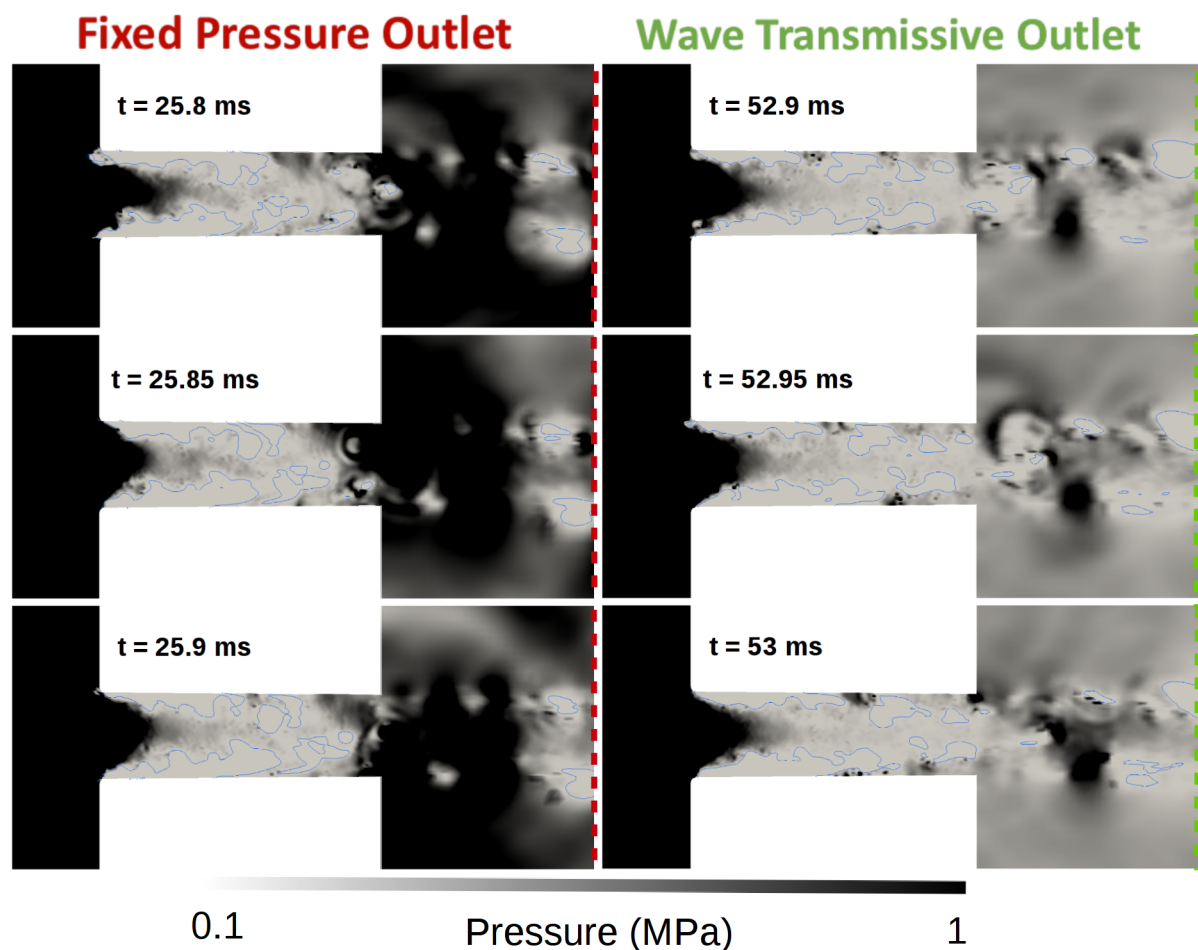 Fixed Pressure Outlet
Wave Transmissive Outlet
t = 25.8 ms
t = 52.9 ms
t = 25.85 ms
t = 52.95 ms
t = 25.9 ms
t = 53 ms
0.1
Pressure (MPa)
1